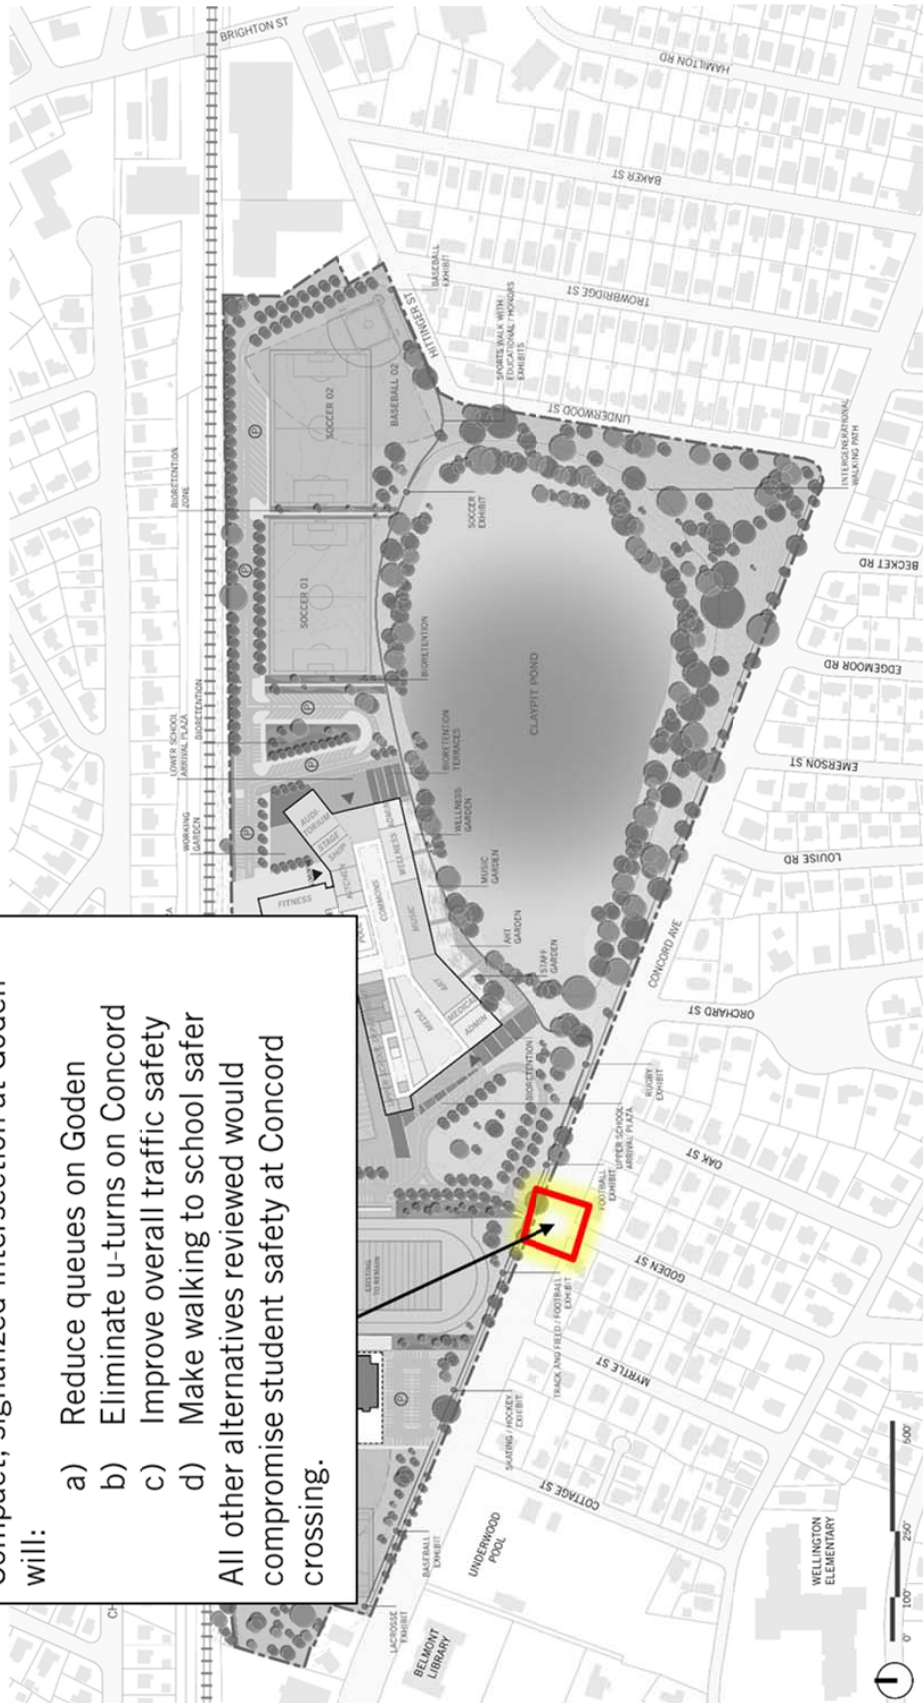 Compact, signalized intersection at Goden
will:
a) Reduce queues on Goden
b) Eliminate u-turns on Concord
c) Improve overall traffic safety
d) Make walking to school safer
All other alternatives reviewed would
compromise student safety at Concord
crossing.
BRIGHTON ST
HAMILTON RD
BAKER ST
TROWBRIDGE ST
HITTINGER ST
BASEBALL
EXHIBIT
SPORTS WALK WITH
EDUCATIONAL / HONORS
EXHIBITS
UNDERWOOD ST
INTERGENERATIONAL
WALKING PATH
BIORETENTION
ZONE
P
SOCCER 02
BASEBALL 02
SOCCER
EXHIBIT
P
SOCCER 01
BIORETENTION
CLAYPIT POND
BECKET RD
EDGEMOOR RD
EMERSON ST
LOUISE RD
LOWER SCHOOL
ARRIVAL PLAZA
BIORETENTION
P
P
BIORETENTION
TERRACES
WORKING
GARDEN
P
AUDI-
TORIUM
STAGE
SHOP
KITCHEN
FITNESS
COMMONS
WELLNESS
MUSIC
ART
MEDIA
MEDICAL
ADMIN
WELLNESS
GARDEN
MUSIC
GARDEN
ART
GARDEN
STAFF
GARDEN
CONCORD AVE
ORCHARD ST
BIORETENTION
RUGBY
EXHIBIT
UPPER SCHOOL
ARRIVAL PLAZA
OAK ST
FOOTBALL
EXHIBIT
GODEN ST
EXISTING
TO REMAIN
TRACK AND FIELD / FOOTBALL
EXHIBIT
MYRTLE ST
P
SKATING / HOCKEY
EXHIBIT
COTTAGE ST
BASEBALL
EXHIBIT
UNDERWOOD
POOL
LACROSSE
EXHIBIT
BELMONT
LIBRARY
WELLINGTON
ELEMENTARY
0' 100' 250' 500'